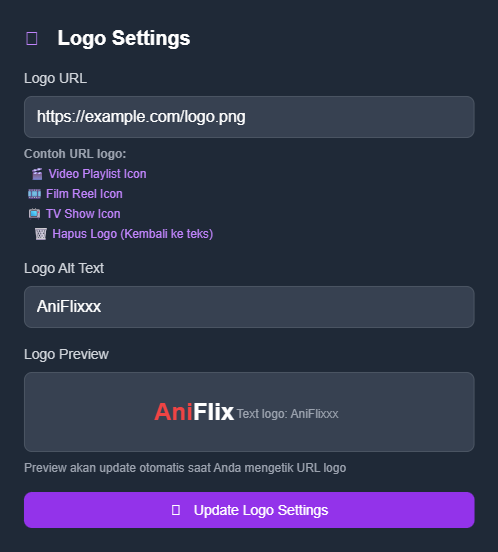 Logo Settings
Logo URL
https://example.com/logo.png
Contoh URL logo:
Video Playlist Icon
Film Reel Icon
TV Show Icon
Hapus Logo (Kembali ke teks)
Logo Alt Text
AniFlixxx
Logo Preview
AniFlix Text logo: AniFlixxx
Preview akan update otomatis saat Anda mengetik URL logo
Update Logo Settings